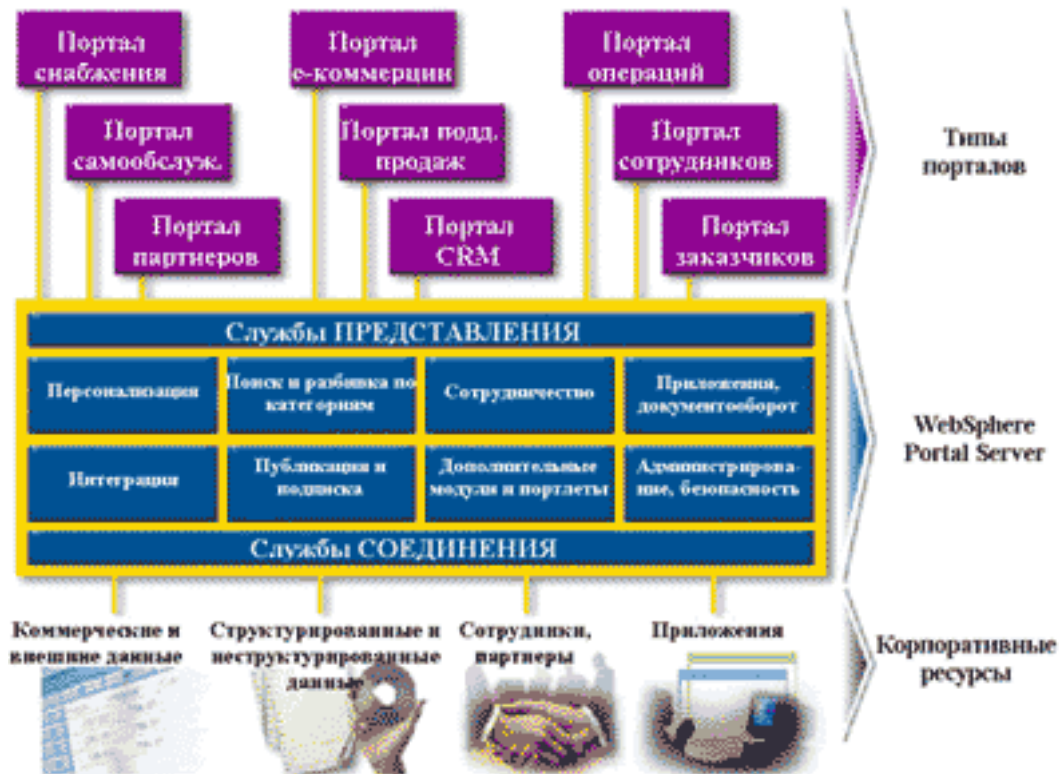 Портал
снабжения
Портал
е-коммерции
Портал
операций
Портал
самообслуж.
Портал подд.
продаж
Портал
сотрудников
Типы
порталов
Портал
партнеров
Портал
CRM
Портал
заказчиков
Службы ПРЕДСТАВЛЕНИЯ
Персонализация
Поиск и разбивка по
категориям
Сотрудничество
Приложения,
документооборот
WebSphere
Portal Server
Интеграция
Публикация и
подписка
Дополнительные
модули и портлеты
Администрирова-
ние, безопасность
Службы СОЕДИНЕНИЯ
Коммерческие и
внешние данные
Структурированные и
неструктурированные
данные
Сотрудники,
партнеры
Приложения
Корпоративные
ресурсы